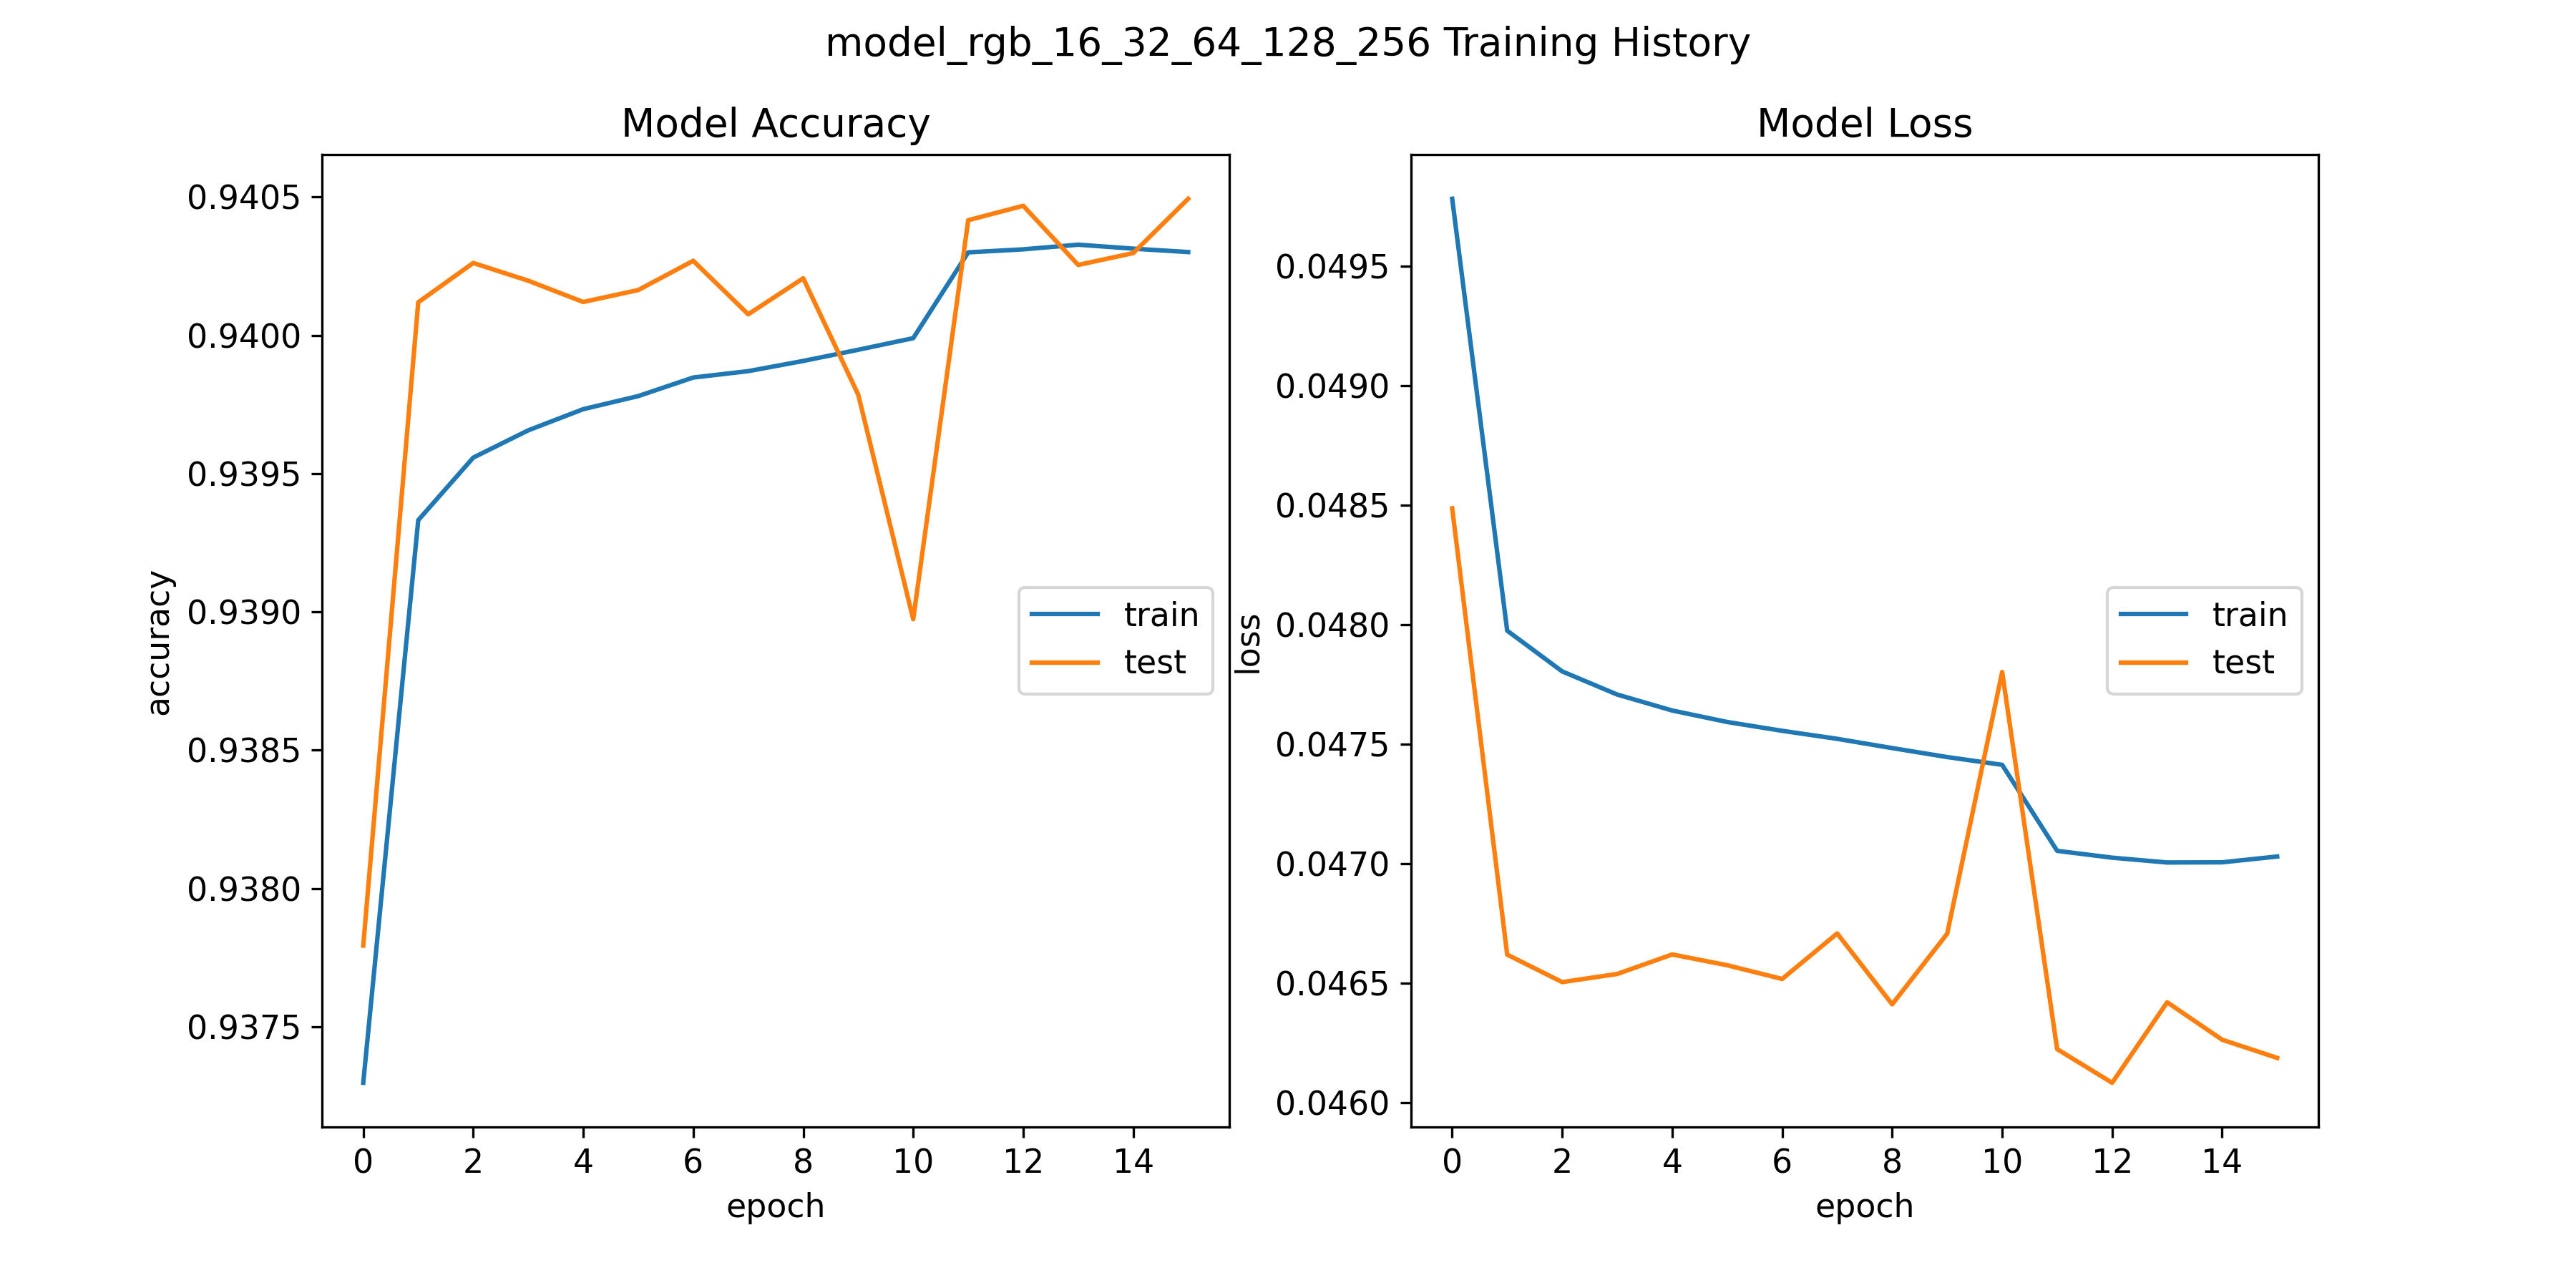 model_rgb_16_32_64_128_256 Training History
Model Accuracy
accuracy
0.9405
0.9400
0.9395
0.9390
0.9385
0.9380
0.9375
train
test
0 2 4 6 8 10 12 14
epoch
Model Loss
loss
0.0495
0.0490
0.0485
0.0480
0.0475
0.0470
0.0465
0.0460
train
test
0 2 4 6 8 10 12 14
epoch